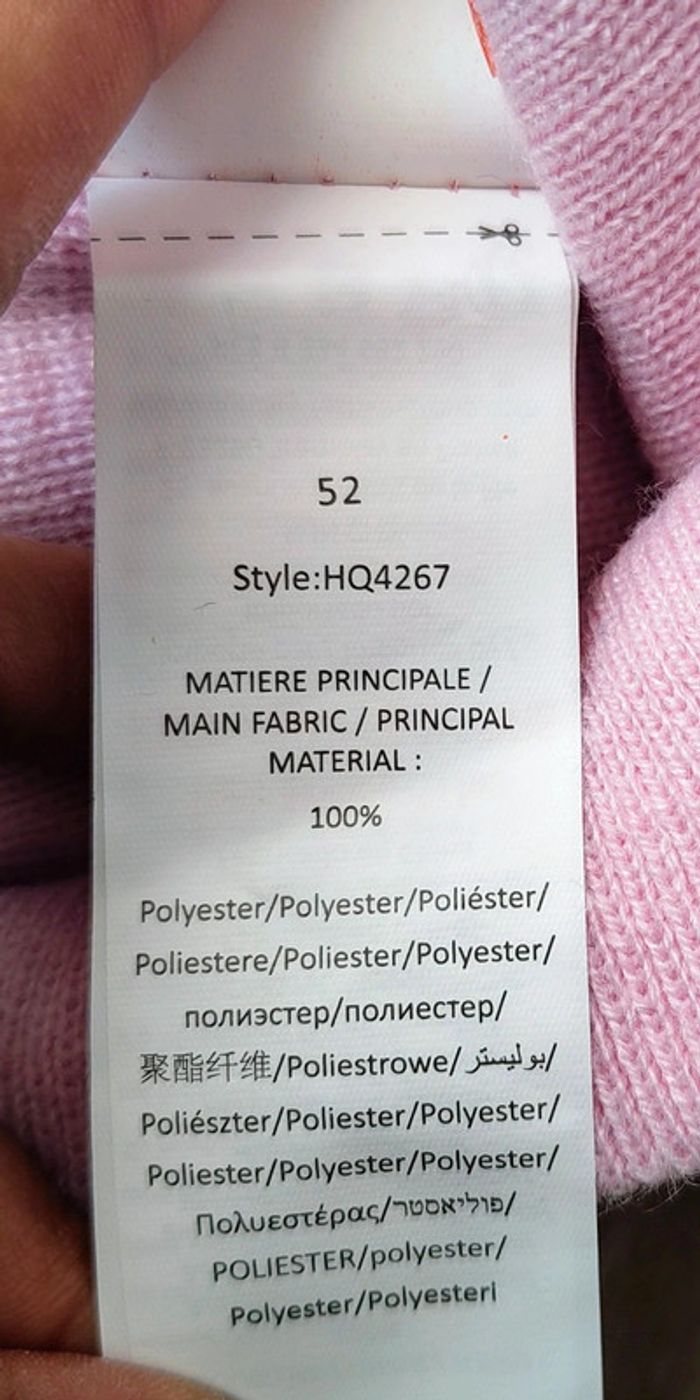 52
Style:HQ4267
MATIERE PRINCIPALE /
MAIN FABRIC / PRINCIPAL
MATERIAL :
100%
Polyester/Polyester/Poliéster/
Poliestere/Poliester/Polyester/
полиэстер/полиестер/
聚酯纤维/Poliestrowe/بوليستر/
Poliészter/Poliester/Polyester/
Poliester/Polyester/Polyester/
Πολυεστέρας/פוליאסטר/
POLIESTER/polyester/
Polyester/Polyesteri